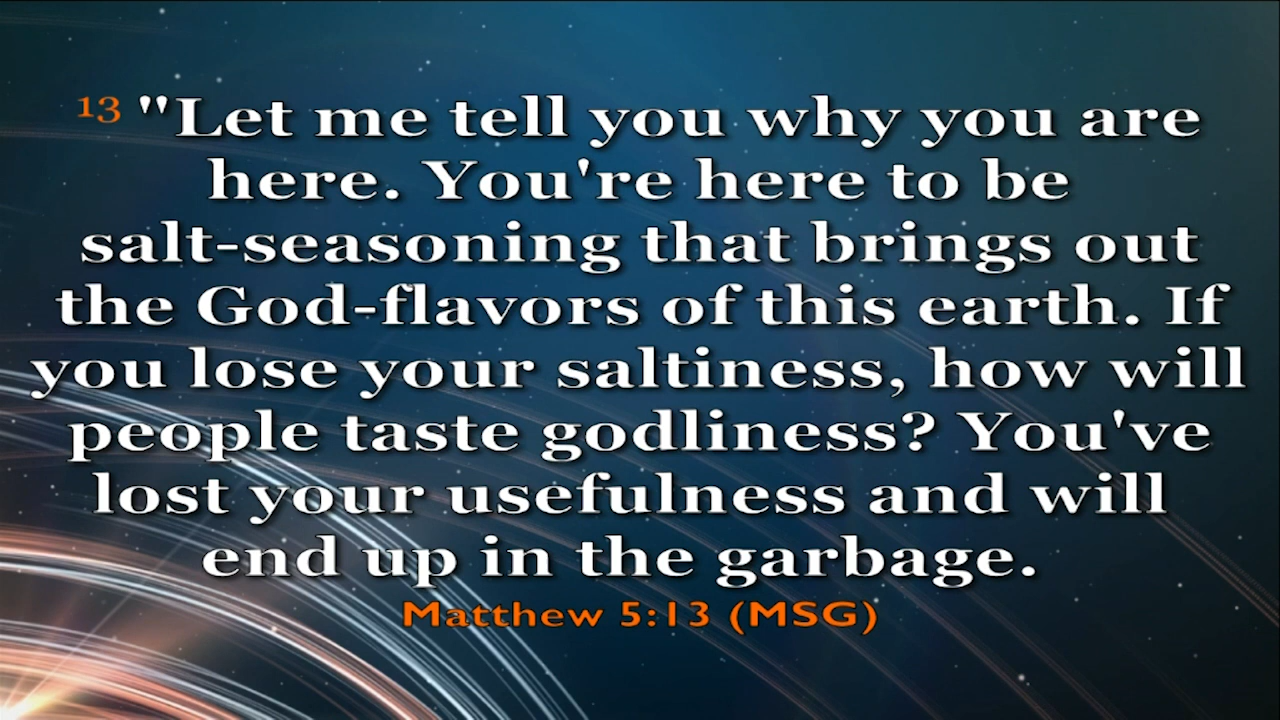 13 "Let me tell you why you are
here. You're here to be
salt-seasoning that brings out
the God-flavors of this earth. If
you lose your saltiness, how will
people taste godliness? You've
lost your usefulness and will
end up in the garbage.
Matthew 5:13 (MSG)